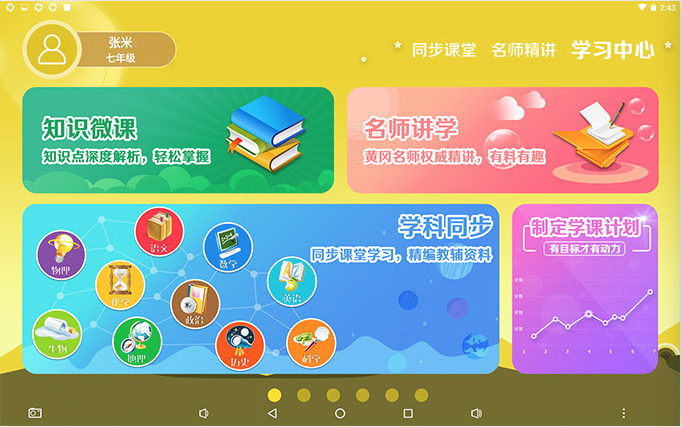 2:43
张米
七年级
同步课堂 名师精讲 学习中心
知识微课
知识点深度解析，轻松掌握
名师讲学
黄冈名师权威精讲，有料有趣
学科同步
同步课堂学习，精编教辅资料
物理
语文
数学
化学
英语
政治
生物
地理
历史
科学
制定学课计划
有目标才有动力
1 2 3 4 5 6 7